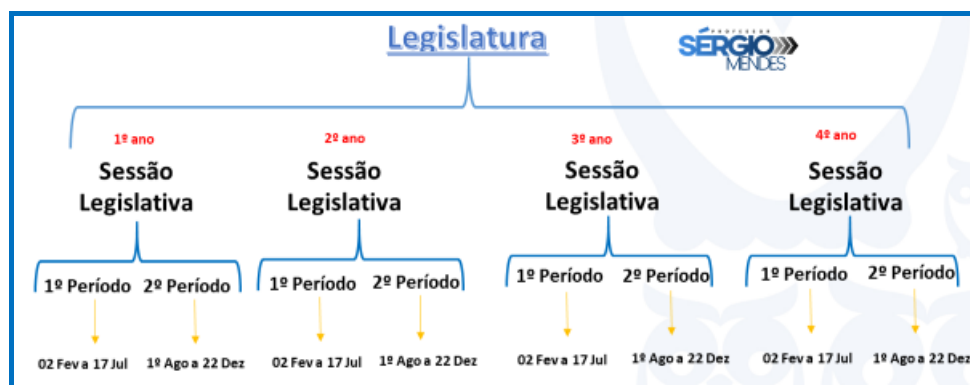 Legislatura
PROFESSOR
SÉRGIO
MENDES
1º ano
2º ano
3º ano
4º ano
Sessão
Legislativa
Sessão
Legislativa
Sessão
Legislativa
Sessão
Legislativa
1º Período 2º Período
1º Período 2º Período
1º Período 2º Período
1º Período 2º Período
02 Fev a 17 Jul 1º Ago a 22 Dez
02 Fev a 17 Jul 1º Ago a 22 Dez
02 Fev a 17 Jul 1º Ago a 22 Dez
02 Fev a 17 Jul 1º Ago a 22 Dez